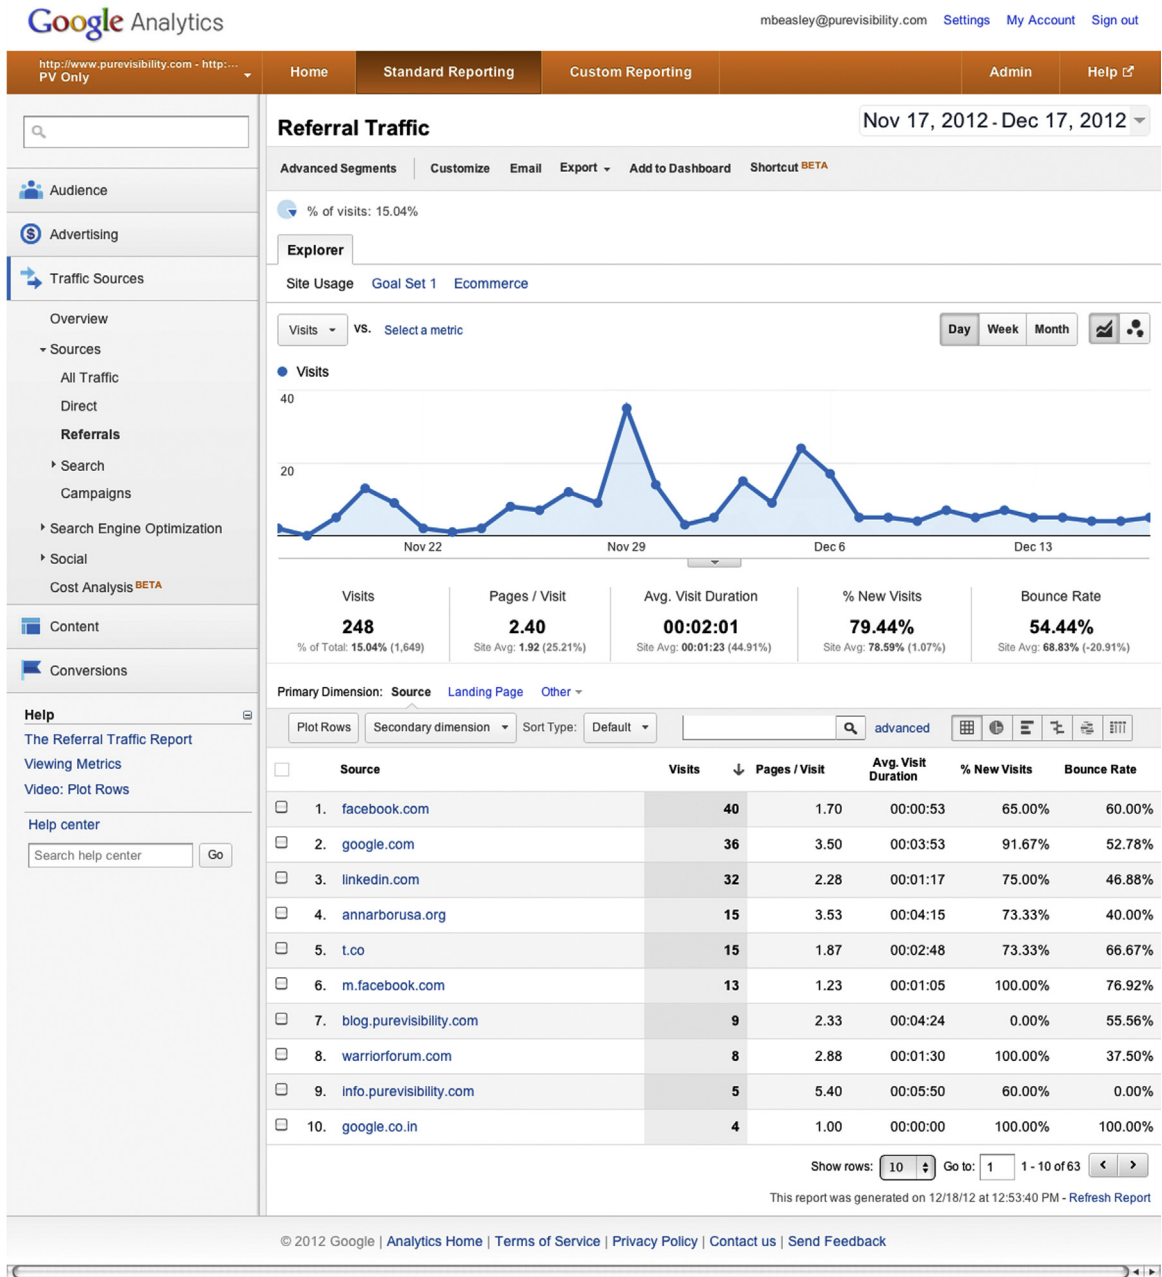 Google Analytics
mbeasley@purevisibility.com Settings My Account Sign out
http://www.purevisibility.com - http:...
PV Only
Home Standard Reporting Custom Reporting Admin Help
Referral Traffic
Nov 17, 2012 - Dec 17, 2012
Advanced Segments Customize Email Export Add to Dashboard Shortcut BETA
% of visits: 15.04%
Explorer
Site Usage Goal Set 1 Ecommerce
Visits VS. Select a metric
Day Week Month
Visits
40
20
Nov 22 Nov 29 Dec 6 Dec 13
Audience
Advertising
Traffic Sources
Overview
Sources
All Traffic
Direct
Referrals
Search
Campaigns
Search Engine Optimization
Social
Cost Analysis BETA
Content
Conversions
Help
The Referral Traffic Report
Viewing Metrics
Video: Plot Rows
Help center
Search help center Go
Visits Pages / Visit Avg. Visit Duration % New Visits Bounce Rate
248 2.40 00:02:01 79.44% 54.44%
% of Total: 15.04% (1,649) Site Avg: 1.92 (25.21%) Site Avg: 00:01:23 (44.91%) Site Avg: 78.59% (1.07%) Site Avg: 68.83% (-20.91%)
Primary Dimension: Source Landing Page Other
Plot Rows Secondary dimension Sort Type: Default advanced
Source Visits Pages / Visit Avg. Visit Duration % New Visits Bounce Rate
1. facebook.com 40 1.70 00:00:53 65.00% 60.00%
2. google.com 36 3.50 00:03:53 91.67% 52.78%
3. linkedin.com 32 2.28 00:01:17 75.00% 46.88%
4. annarborusa.org 15 3.53 00:04:15 73.33% 40.00%
5. t.co 15 1.87 00:02:48 73.33% 66.67%
6. m.facebook.com 13 1.23 00:01:05 100.00% 76.92%
7. blog.purevisibility.com 9 2.33 00:04:24 0.00% 55.56%
8. warriorforum.com 8 2.88 00:01:30 100.00% 37.50%
9. info.purevisibility.com 5 5.40 00:05:50 60.00% 0.00%
10. google.co.in 4 1.00 00:00:00 100.00% 100.00%
Show rows: 10 Go to: 1 1 - 10 of 63
This report was generated on 12/18/12 at 12:53:40 PM - Refresh Report
© 2012 Google | Analytics Home | Terms of Service | Privacy Policy | Contact us | Send Feedback